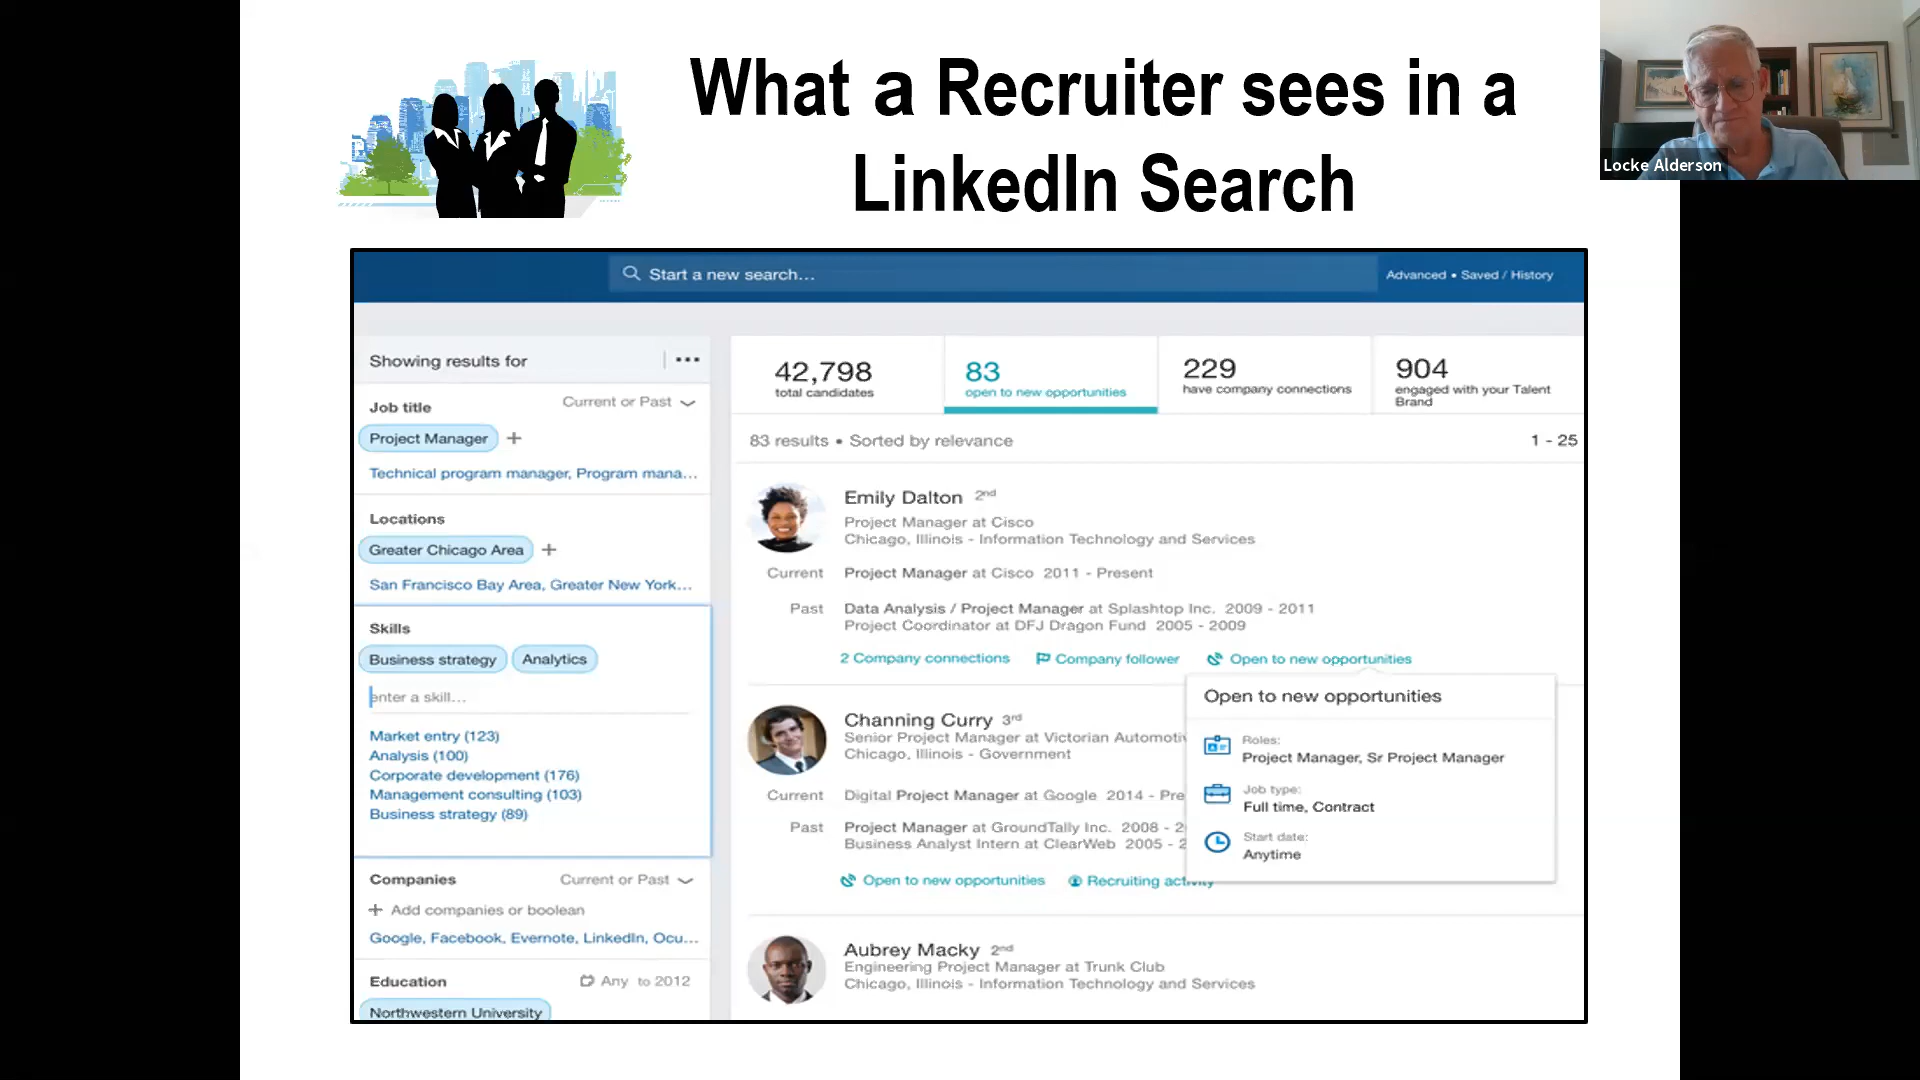 What a Recruiter sees in a
LinkedIn Search
Locke Alderson
Start a new search...
Advanced • Saved / History
Showing results for
Job title
Current or Past
Project Manager +
Technical program manager, Program mana...
Locations
Greater Chicago Area +
San Francisco Bay Area, Greater New York...
Skills
Business strategy
Analytics
enter a skill...
Market entry (123)
Analysis (100)
Corporate development (176)
Management consulting (103)
Business strategy (89)
Companies
Current or Past
+ Add companies or boolean
Google, Facebook, Evernote, LinkedIn, Ocu...
Education
Any to 2012
Northwestern University
42,798
total candidates
83
open to new opportunities
229
have company connections
904
engaged with your Talent
Brand
83 results • Sorted by relevance
1 - 25
Emily Dalton 2nd
Project Manager at Cisco
Chicago, Illinois - Information Technology and Services
Current Project Manager at Cisco 2011 - Present
Past Data Analysis / Project Manager at Splashtop Inc. 2009 - 2011
Project Coordinator at DFJ Dragon Fund 2005 - 2009
2 Company connections
Company follower
Open to new opportunities
Open to new opportunities
Roles:
Project Manager, Sr Project Manager
Job type:
Full time, Contract
Start date:
Anytime
Channing Curry 3rd
Senior Project Manager at Victorian Automoti
Chicago, Illinois - Government
Current Digital Project Manager at Google 2014 - Pre
Past Project Manager at GroundTally Inc. 2008 - 2
Business Analyst Intern at ClearWeb 2005 - 2
Open to new opportunities
Recruiting activity
Aubrey Macky 2nd
Engineering Project Manager at Trunk Club
Chicago, Illinois - Information Technology and Services